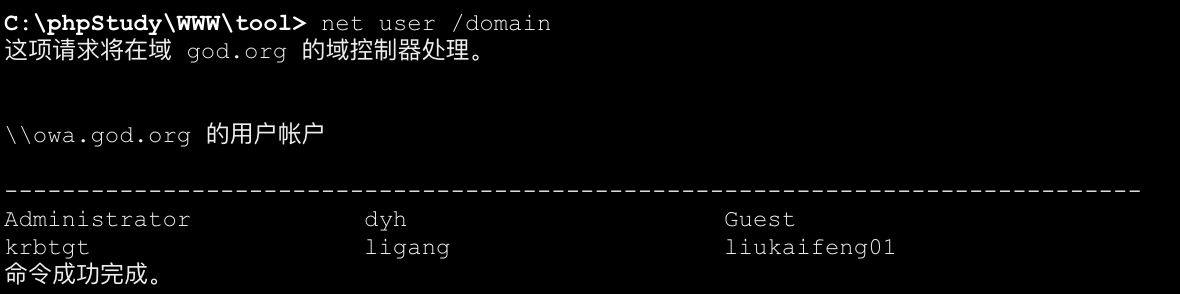 C:\phpStudy\WWW\tool> net user /domain
这项请求将在域 god.org 的域控制器处理。
\\owa.god.org 的用户帐户
-------------------------------------------------------------------------------
Administrator dyh Guest
krbtgt ligang liukaifeng01
命令成功完成。